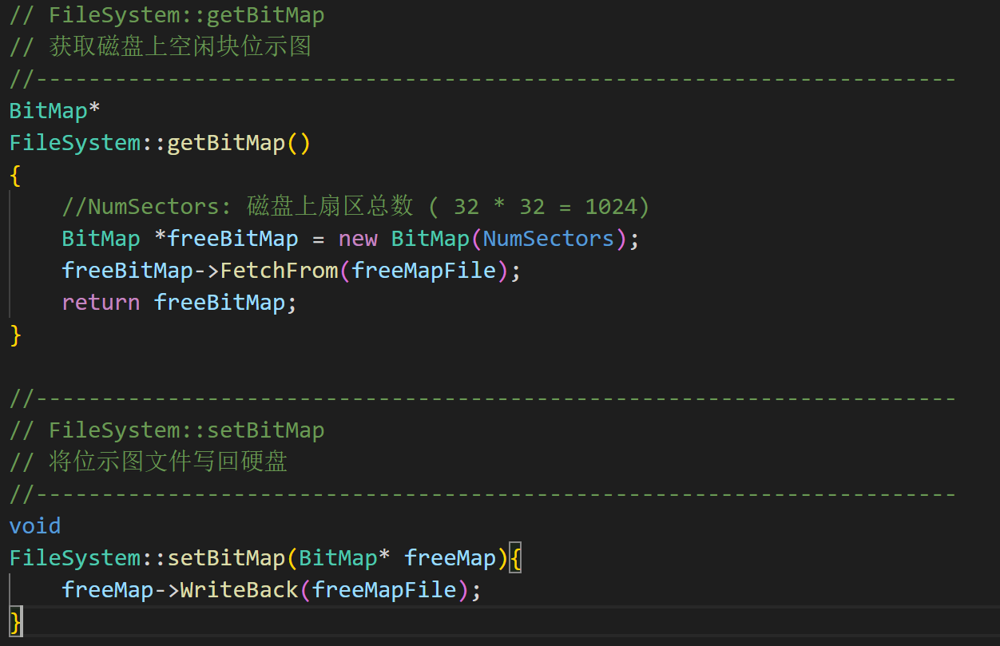 // FileSystem::getBitMap
// 获取磁盘上空闲块位示图
//----------------------------------------------------------------------
BitMap*
FileSystem::getBitMap()
{
    //NumSectors: 磁盘上扇区总数 ( 32 * 32 = 1024)
    BitMap *freeBitMap = new BitMap(NumSectors);
    freeBitMap->FetchFrom(freeMapFile);
    return freeBitMap;
}

//----------------------------------------------------------------------
// FileSystem::setBitMap
// 将位示图文件写回硬盘
//----------------------------------------------------------------------
void
FileSystem::setBitMap(BitMap* freeMap){
    freeMap->WriteBack(freeMapFile);
}